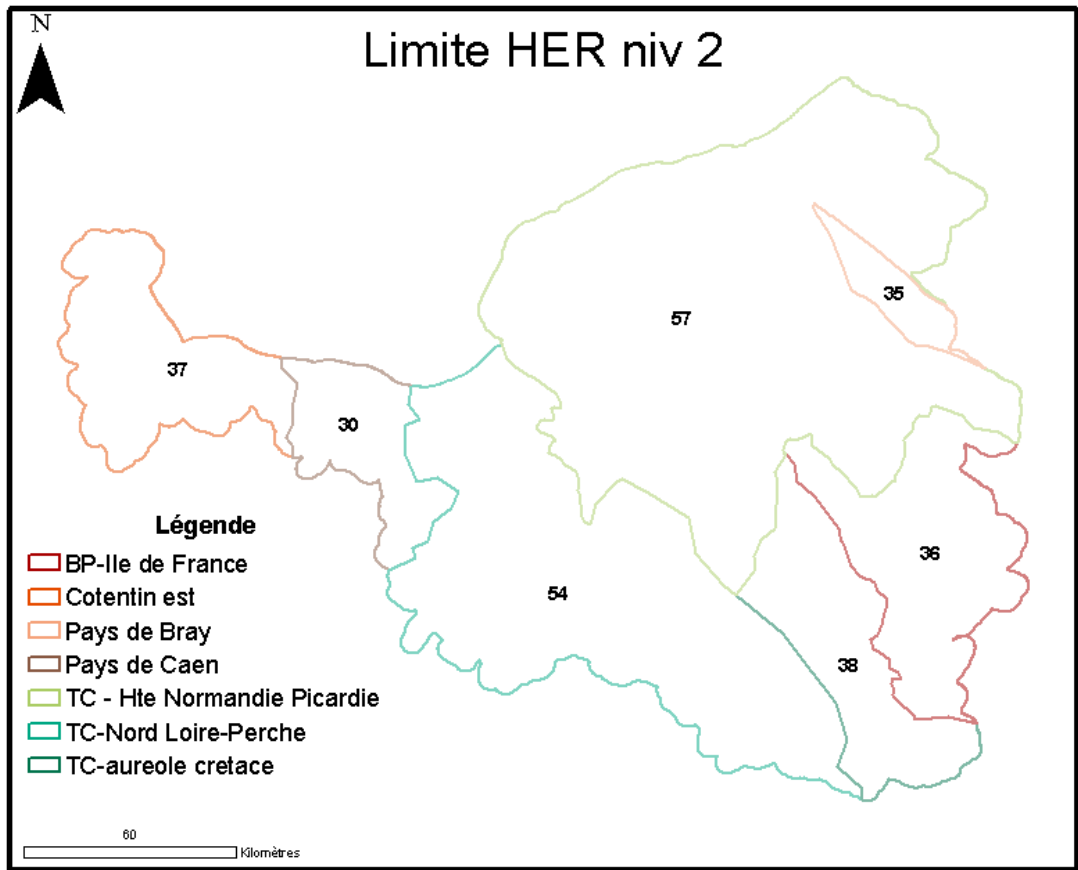 N
Limite HER niv 2
57
35
37
30
36
54
38
Légende
BP-Ile de France
Cotentin est
Pays de Bray
Pays de Caen
TC - Hte Normandie Picardie
TC-Nord Loire-Perche
TC-aureole cretace
60
Kilomètres